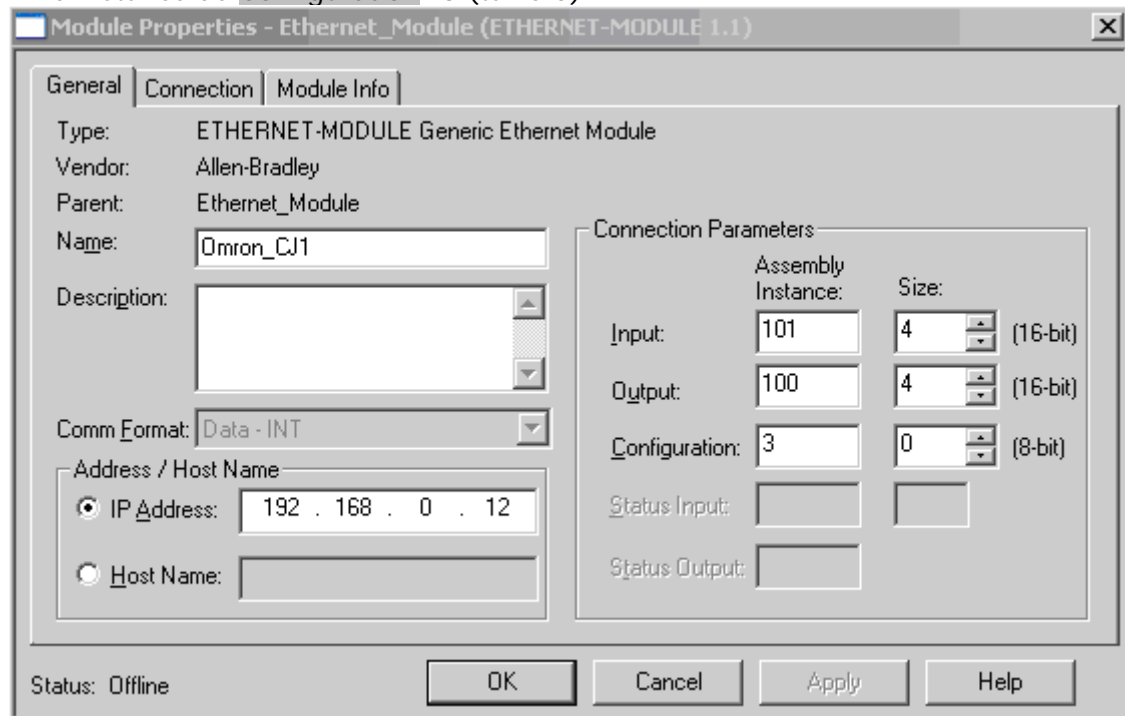 Module Properties - Ethernet_Module (ETHERNET-MODULE 1.1)
General Connection Module Info
Type: ETHERNET-MODULE Generic Ethernet Module
Vendor: Allen-Bradley
Parent: Ethernet_Module
Name: Omron_CJ1
Description:
Comm Format: Data - INT
Address / Host Name
IP Address: 192 . 168 . 0 . 12
Host Name:
Connection Parameters
Assembly
Instance: Size:
Input: 101 4 (16-bit)
Output: 100 4 (16-bit)
Configuration: 3 0 (8-bit)
Status Input:
Status Output:
Status: Offline OK Cancel Apply Help